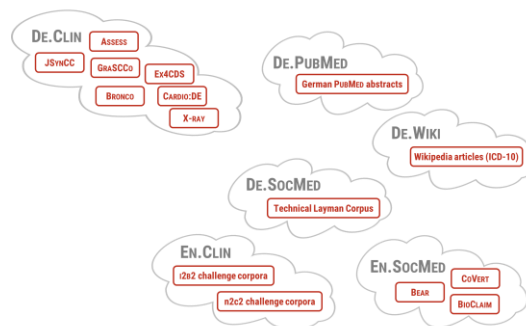 DE.CLIN
ASSESS
JSYNCC
GRASCCO
EX4CDS
BRONCO
CARDIO:DE
X-RAY
DE.PUBMED
German PUBMED abstracts
DE.WIKI
Wikipedia articles (ICD-10)
DE.SOCMED
Technical Layman Corpus
EN.CLIN
i2n2 challenge corpora
n2c2 challenge corpora
EN.SOCMED
COVERT
BEAR
BIOCLAIM